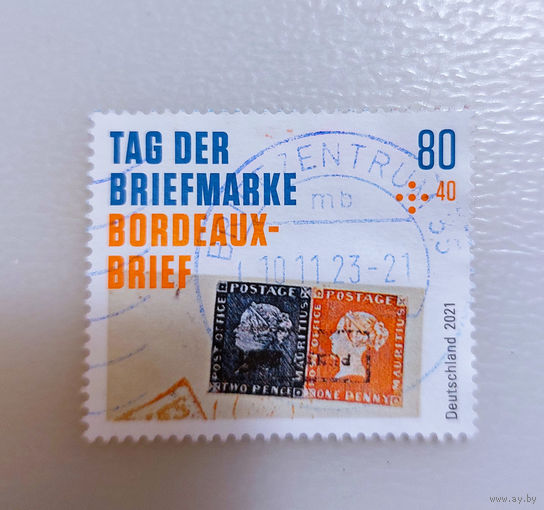 TAG DER
BRIEFMARKE
BORDEAUX-
BRIEF
80
+40
BRIEFZENTRUM
mb
10.11.23-21
POSTAGE
POST OFFICE
MAURITIUS
TWO PENCE
POSTAGE
POST OFFICE
MAURITIUS
ONE PENNY
Deutschland 2021
www.ay.by